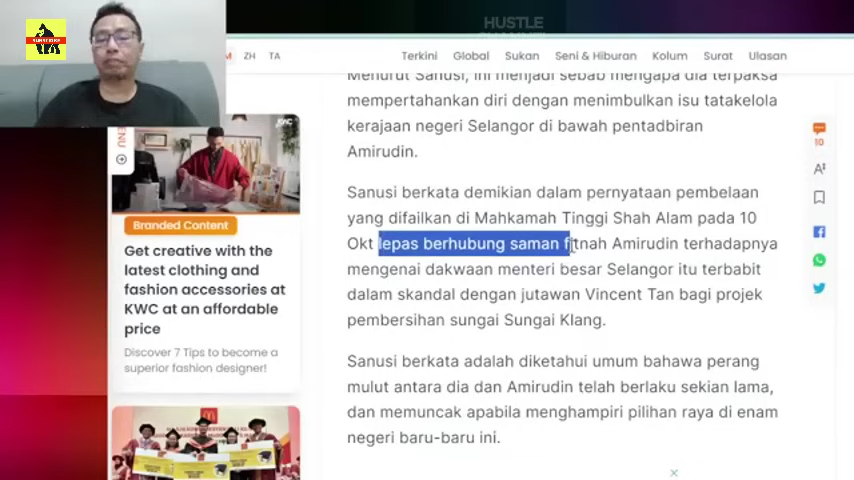 HUSTLE
M ZH TA
Terkini Global Sukan Seni & Hiburan Kolum Surat Ulasan
Menurut Sanusi, ini menjadi sebab mengapa dia terpaksa
mempertahankan diri dengan menimbulkan isu tatakelola
kerajaan negeri Selangor di bawah pentadbiran
Amirudin.
Sanusi berkata demikian dalam pernyataan pembelaan
yang difailkan di Mahkamah Tinggi Shah Alam pada 10
Okt lepas berhubung saman fitnah Amirudin terhadapnya
mengenai dakwaan menteri besar Selangor itu terbabit
dalam skandal dengan jutawan Vincent Tan bagi projek
pembersihan sungai Sungai Klang.
Sanusi berkata adalah diketahui umum bahawa perang
mulut antara dia dan Amirudin telah berlaku sekian lama,
dan memuncak apabila menghampiri pilihan raya di enam
negeri baru-baru ini.
MENU
KWC
Branded Content
Get creative with the
latest clothing and
fashion accessories at
KWC at an affordable
price
Discover 7 Tips to become a
superior fashion designer!
10